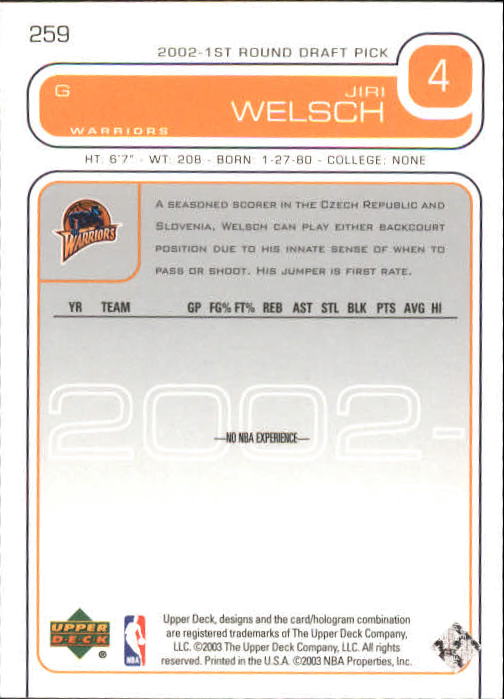 259
2002-1ST ROUND DRAFT PICK
4
G
JIRI
WELSCH
WARRIORS
HT: 6'7" - WT: 208 - BORN: 1-27-80 - COLLEGE: NONE
WARRIORS
A SEASONED SCORER IN THE CZECH REPUBLIC AND
SLOVENIA, WELSCH CAN PLAY EITHER BACKCOURT
POSITION DUE TO HIS INNATE SENSE OF WHEN TO
PASS OR SHOOT. HIS JUMPER IS FIRST RATE.
YR TEAM GP FG% FT% REB AST STL BLK PTS AVG HI
2002-
—NO NBA EXPERIENCE—
UPPER
DECK
®
NBA
Upper Deck, designs and the card/hologram combination
are registered trademarks of The Upper Deck Company,
LLC. ©2003 The Upper Deck Company, LLC. All rights
reserved. Printed in the U.S.A. ©2003 NBA Properties, Inc.